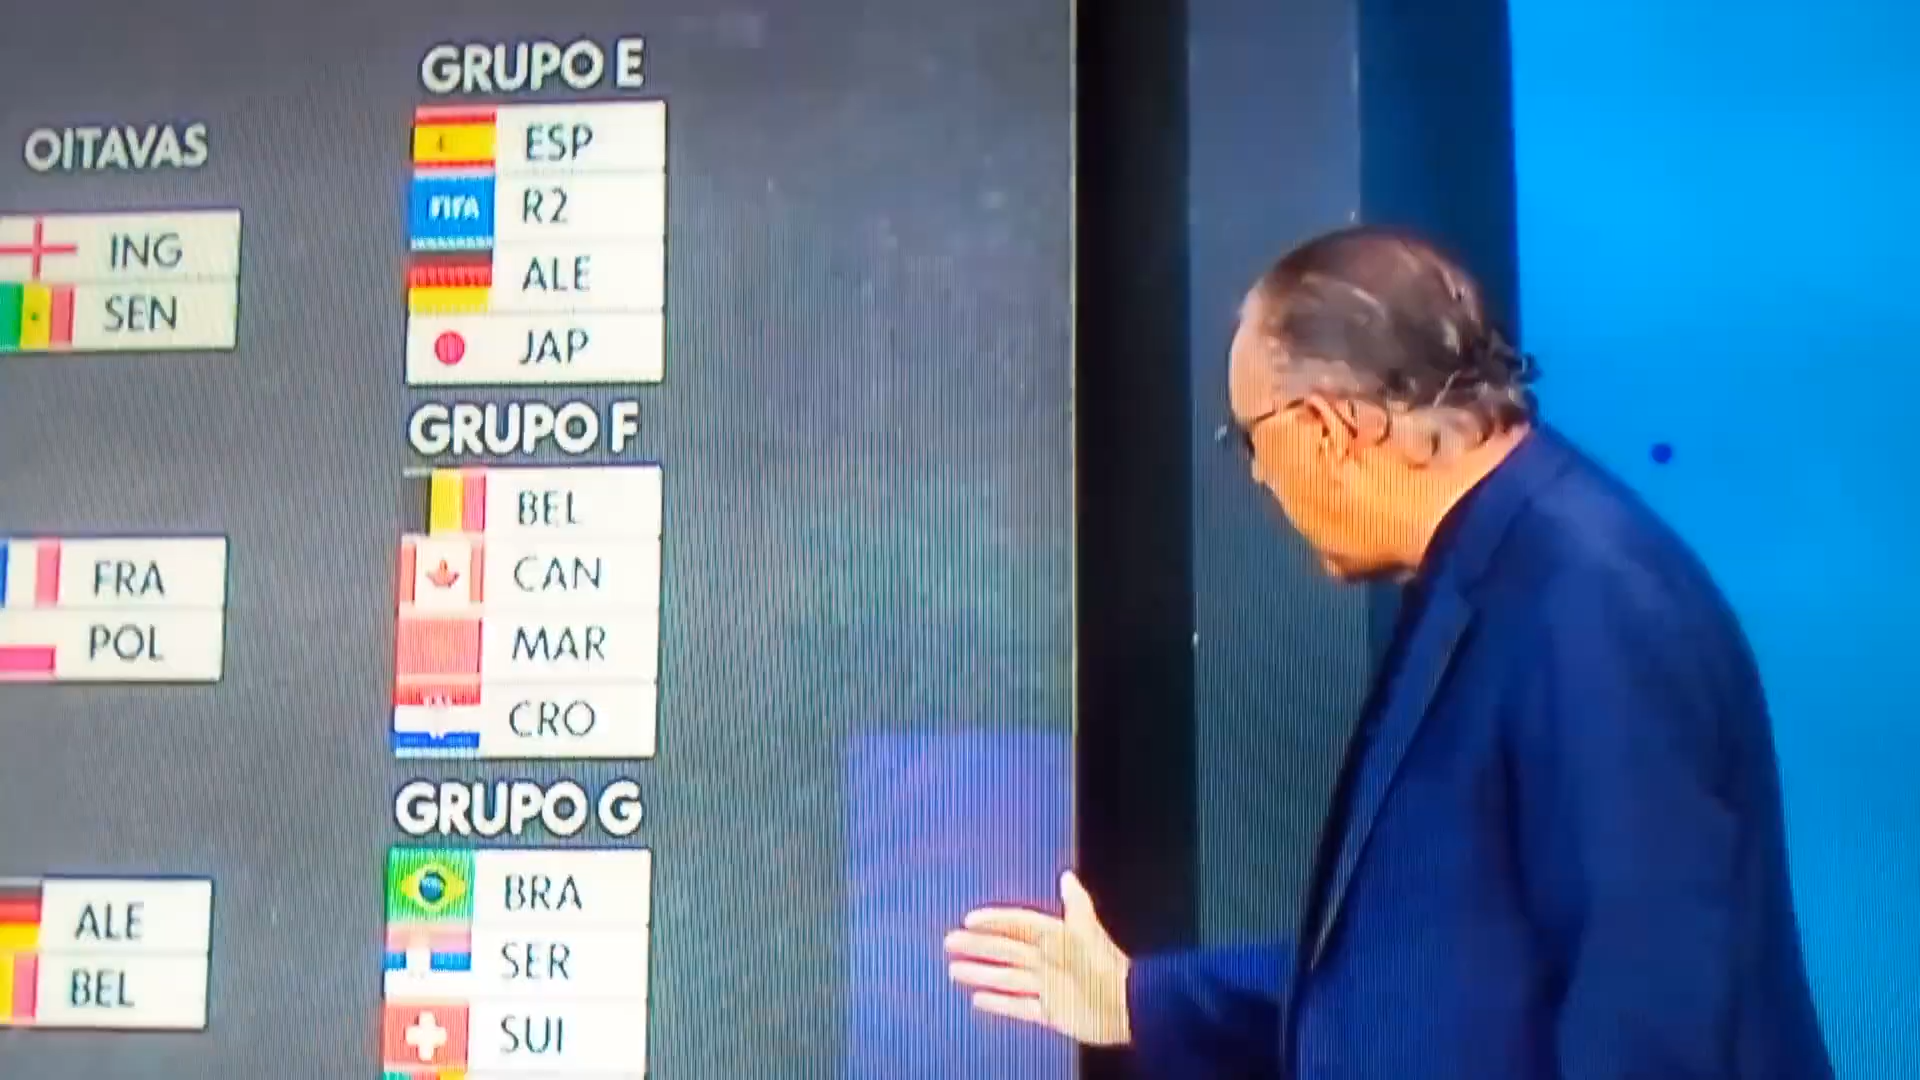 OITAVAS
ING
SEN
FRA
POL
ALE
BEL
GRUPO E
ESP
FIFA R2
ALE
JAP
GRUPO F
BEL
CAN
MAR
CRO
GRUPO G
BRA
SER
SUI